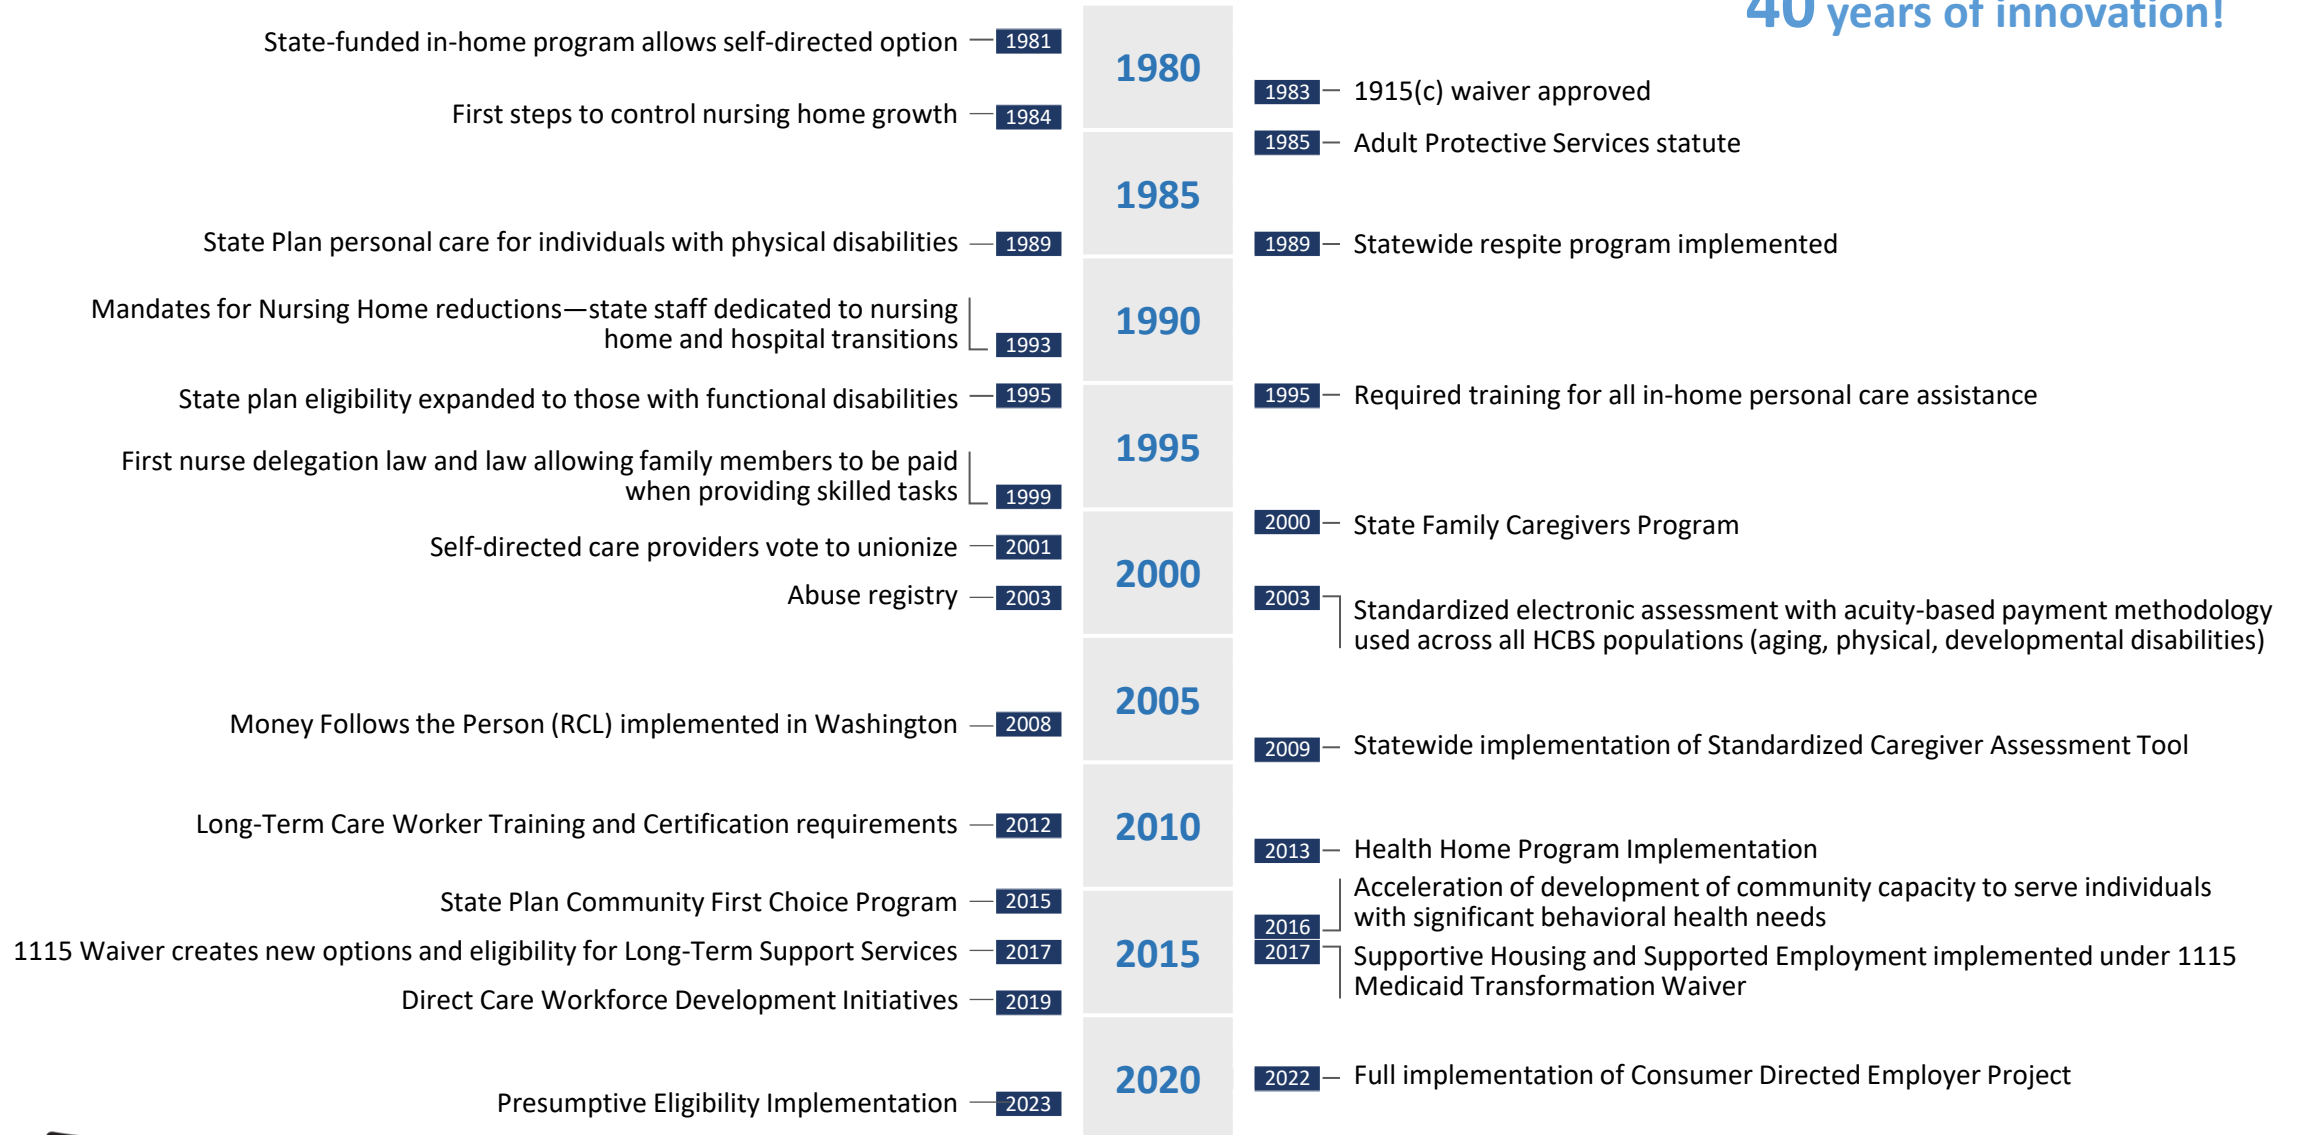 40 years of innovation!
State-funded in-home program allows self-directed option
1981
1980
1983
1915(c) waiver approved
First steps to control nursing home growth
1984
1985
Adult Protective Services statute
1985
State Plan personal care for individuals with physical disabilities
1989
1989
Statewide respite program implemented
Mandates for Nursing Home reductions—state staff dedicated to nursing
home and hospital transitions
1993
1990
State plan eligibility expanded to those with functional disabilities
1995
1995
Required training for all in-home personal care assistance
1995
First nurse delegation law and law allowing family members to be paid
when providing skilled tasks
1999
2000
State Family Caregivers Program
Self-directed care providers vote to unionize
2001
2000
Abuse registry
2003
2003
Standardized electronic assessment with acuity-based payment methodology
used across all HCBS populations (aging, physical, developmental disabilities)
2005
Money Follows the Person (RCL) implemented in Washington
2008
2009
Statewide implementation of Standardized Caregiver Assessment Tool
Long-Term Care Worker Training and Certification requirements
2012
2010
2013
Health Home Program Implementation
State Plan Community First Choice Program
2015
Acceleration of development of community capacity to serve individuals
with significant behavioral health needs
2016
1115 Waiver creates new options and eligibility for Long-Term Support Services
2017
2015
2017
Supportive Housing and Supported Employment implemented under 1115
Medicaid Transformation Waiver
Direct Care Workforce Development Initiatives
2019
2020
2022
Full implementation of Consumer Directed Employer Project
Presumptive Eligibility Implementation
2023